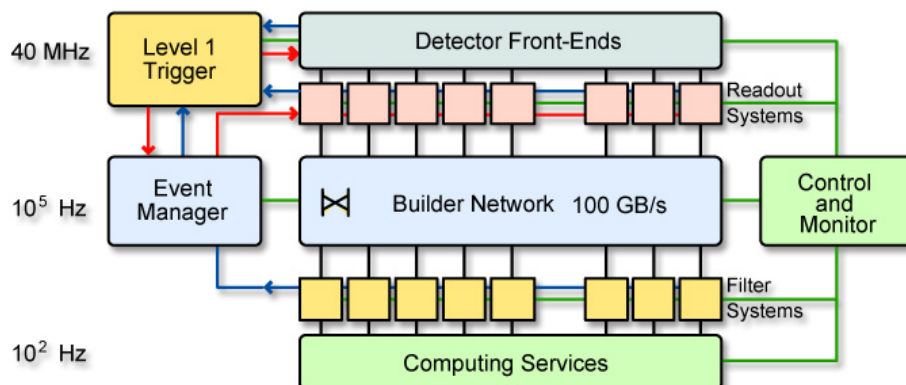 40 MHz
Level 1
Trigger
Detector Front-Ends
Readout
Systems
10⁵ Hz
Event
Manager
Builder Network 100 GB/s
Control
and
Monitor
Filter
Systems
10² Hz
Computing Services